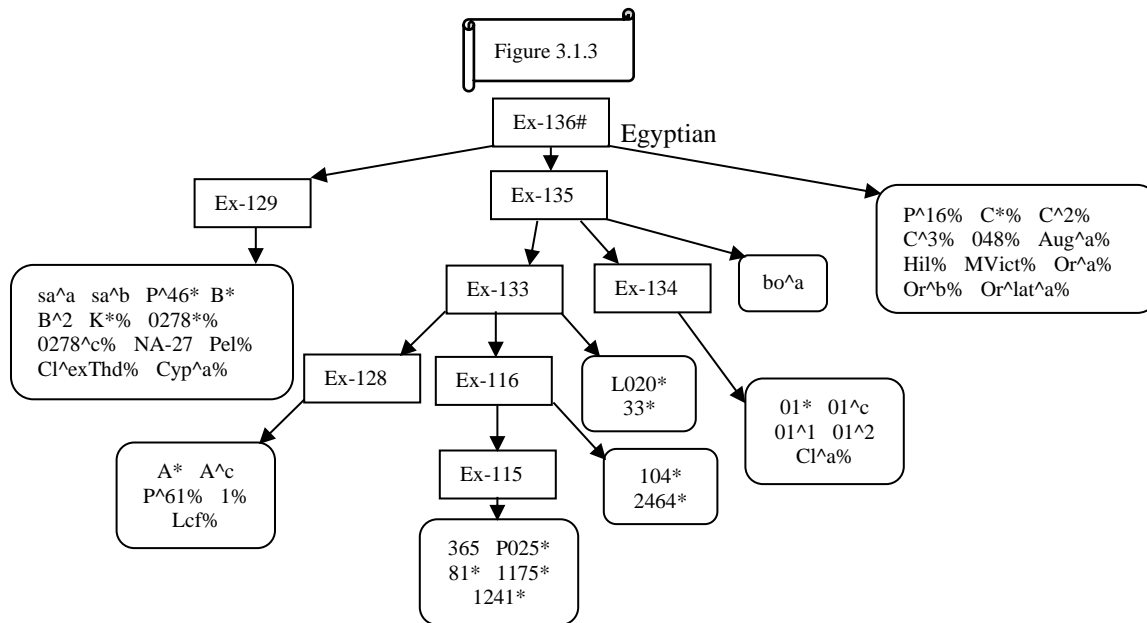 Figure 3.1.3
Ex-136#
Egyptian
Ex-129
Ex-135
P^16% C*% C^2%
C^3% 048% Aug^a%
Hil% MVict% Or^a%
Or^b% Or^lat^a%
sa^a sa^b P^46* B*
B^2 K*% 0278*%
0278^c% NA-27 Pel%
Cl^exThd% Cyp^a%
Ex-133
Ex-134
bo^a
Ex-128
Ex-116
L020*
33*
01* 01^c
01^1 01^2
Cl^a%
A* A^c
P^61% 1%
Lcf%
Ex-115
104*
2464*
365 P025*
81* 1175*
1241*